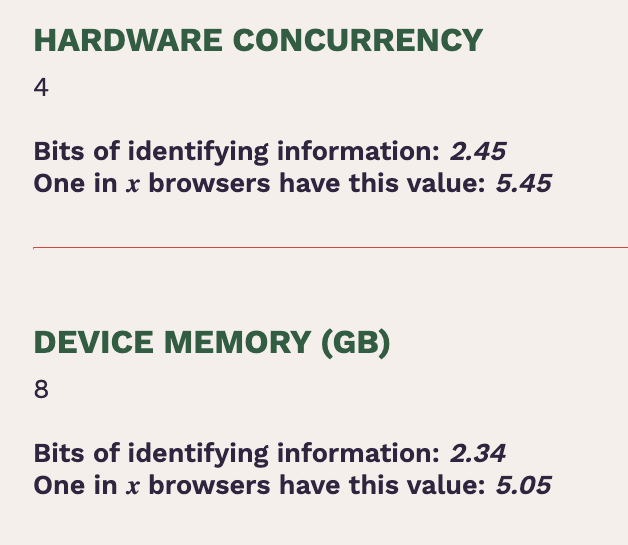 HARDWARE CONCURRENCY
4
Bits of identifying information: 2.45
One in x browsers have this value: 5.45
DEVICE MEMORY (GB)
8
Bits of identifying information: 2.34
One in x browsers have this value: 5.05